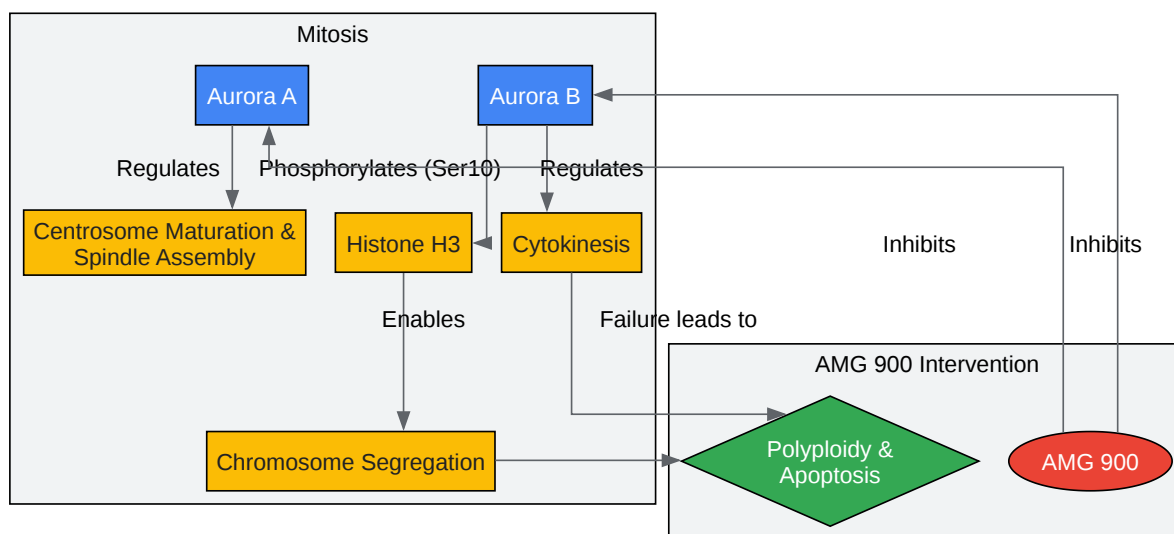 Mitosis
Aurora A
Aurora B
Regulates
Phosphorylates (Ser10)
Regulates
Centrosome Maturation &
Spindle Assembly
Histone H3
Cytokinesis
Inhibits
Inhibits
Enables
Failure leads to
AMG 900 Intervention
Chromosome Segregation
Polyploidy &
Apoptosis
AMG 900